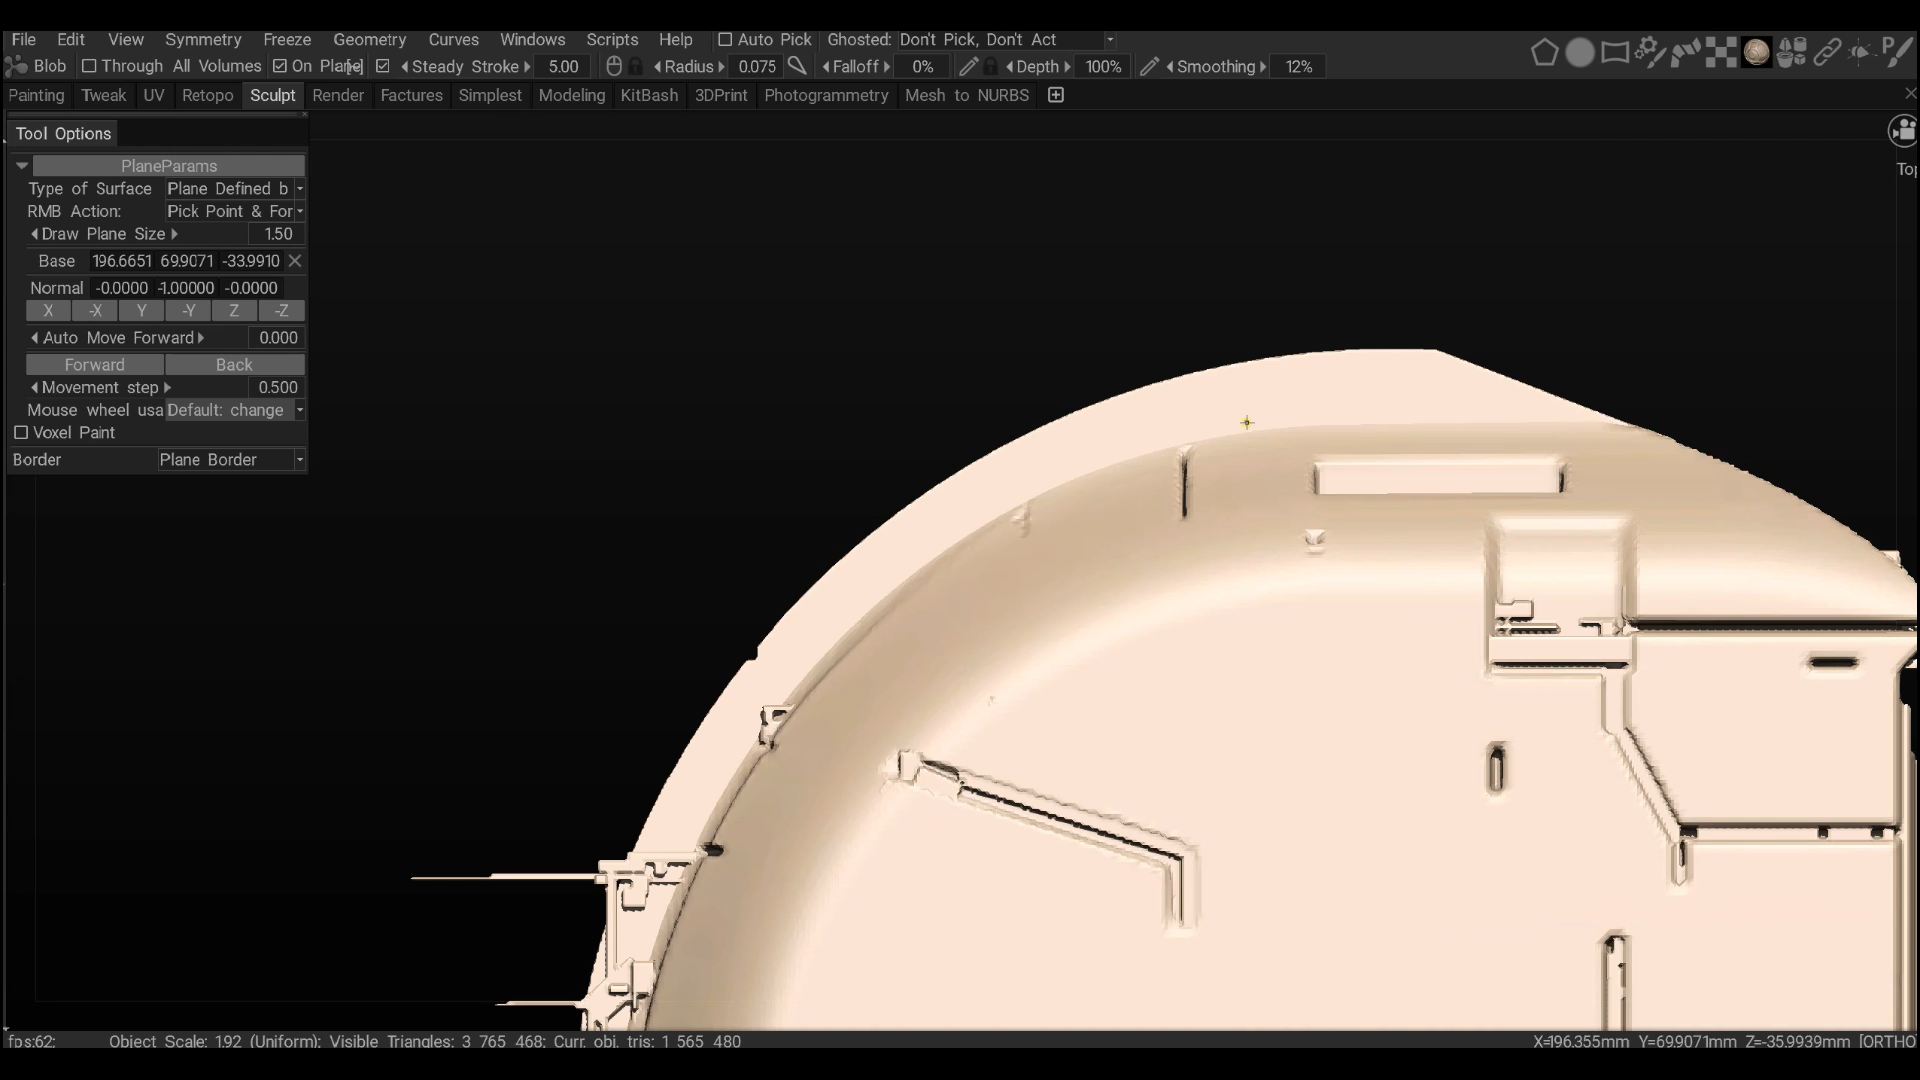 File Edit View Symmetry Freeze Geometry Curves Windows Scripts Help Auto Pick Ghosted: Don't Pick, Don't Act
Blob Through All Volumes On Plane Steady Stroke 5.00 Radius 0.075 Falloff 0% Depth 100% Smoothing 12%
Painting Tweak UV Retopo Sculpt Render Factures Simplest Modeling KitBash 3DPrint Photogrammetry Mesh to NURBS
Tool Options
PlaneParams
Type of Surface Plane Defined b
RMB Action: Pick Point & For
Draw Plane Size 1.50
Base 196.6651 69.9071 -33.9910
Normal -0.0000 -1.00000 -0.0000
X -X Y -Y Z -Z
Auto Move Forward 0.000
Forward Back
Movement step 0.500
Mouse wheel usa Default: change
Voxel Paint
Border Plane Border
Top
fps:62; Object Scale: 192 (Uniform); Visible Triangles: 3 765 468; Curr. obj. tris: 1 565 480 X=196.355mm Y=69.9071mm Z=-35.9939mm [ORTHO